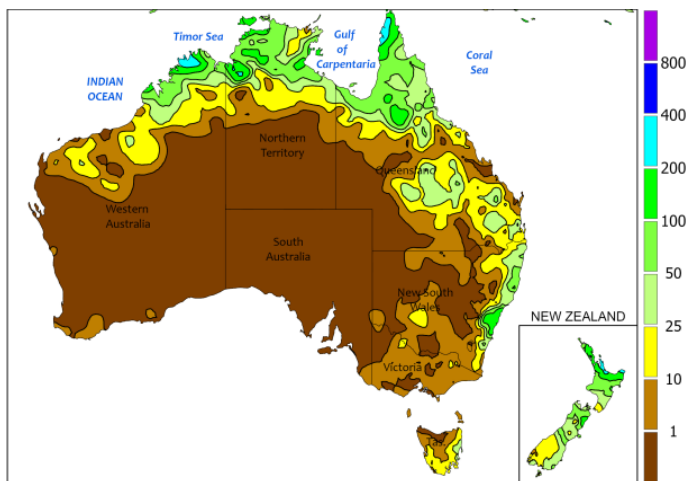 Timor Sea
Gulf
of
Carpentaria
Coral
Sea
INDIAN
OCEAN
Northern
Territory
Queensland
Western
Australia
South
Australia
New South
Wales
Victoria
Tas.
NEW ZEALAND
800
400
200
100
50
25
10
1